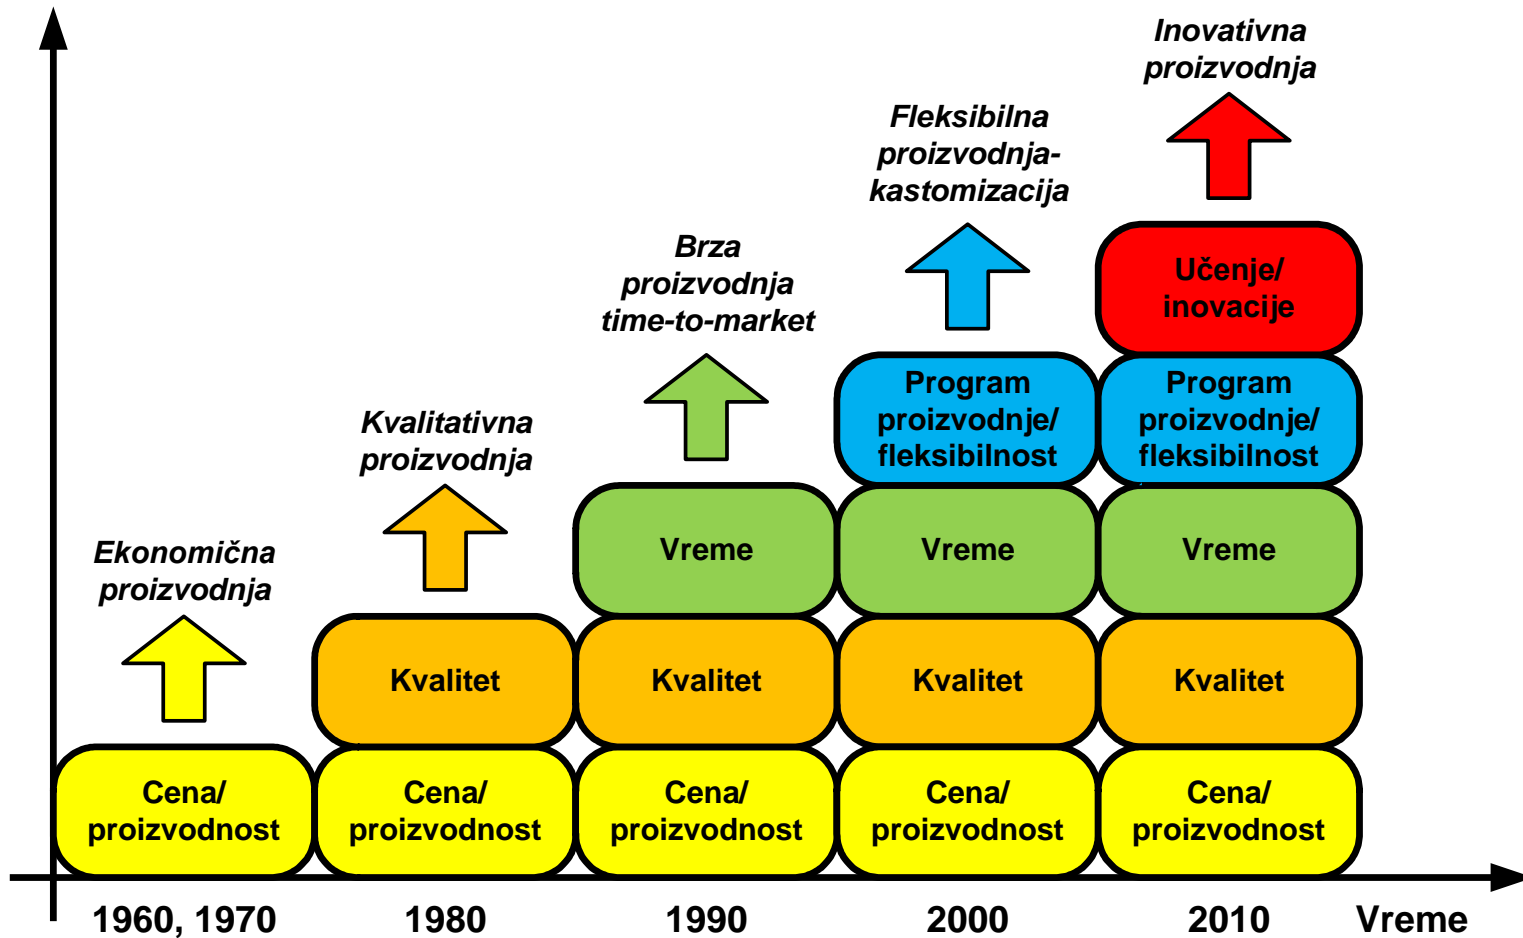 Inovativna
proizvodnja
Fleksibilna
proizvodnja-
kastomizacija
Brza
proizvodnja
time-to-market
Kvalitativna
proizvodnja
Ekonomična
proizvodnja
Učenje/
inovacije
Program
proizvodnje/
fleksibilnost
Program
proizvodnje/
fleksibilnost
Vreme
Vreme
Vreme
Kvalitet
Kvalitet
Kvalitet
Kvalitet
Cena/
proizvodnost
Cena/
proizvodnost
Cena/
proizvodnost
Cena/
proizvodnost
Cena/
proizvodnost
1960, 1970
1980
1990
2000
2010
Vreme